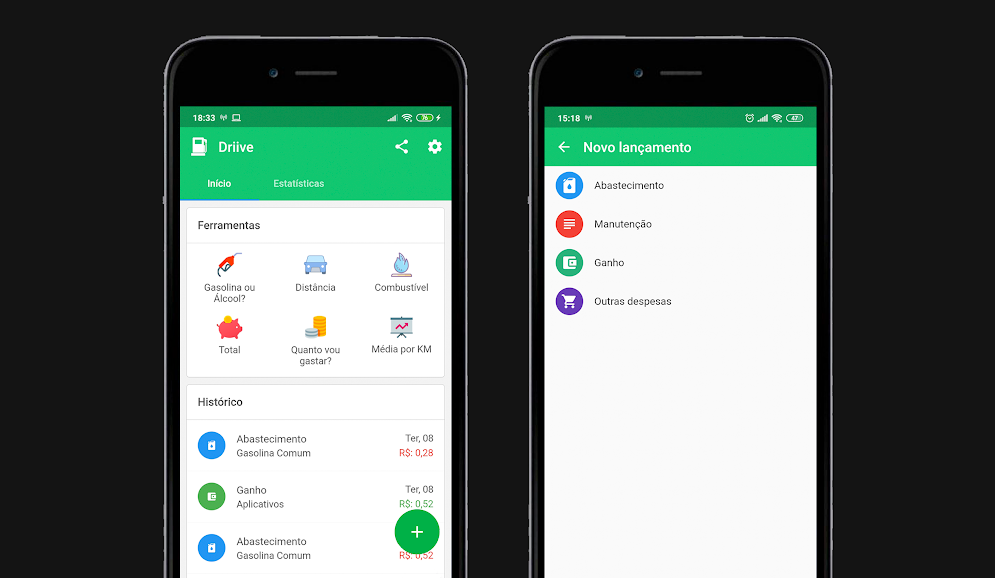 18:33
76
Driive
Início
Estatísticas
Ferramentas
Gasolina ou
Álcool?
Distância
Combustível
Total
Quanto vou
gastar?
Média por KM
Histórico
Abastecimento
Ter, 08
Gasolina Comum
R$: 0,28
Ganho
Ter, 08
Aplicativos
R$: 0,52
Abastecimento
Gasolina Comum
R$: 0,52
15:18
47
Novo lançamento
Abastecimento
Manutenção
Ganho
Outras despesas